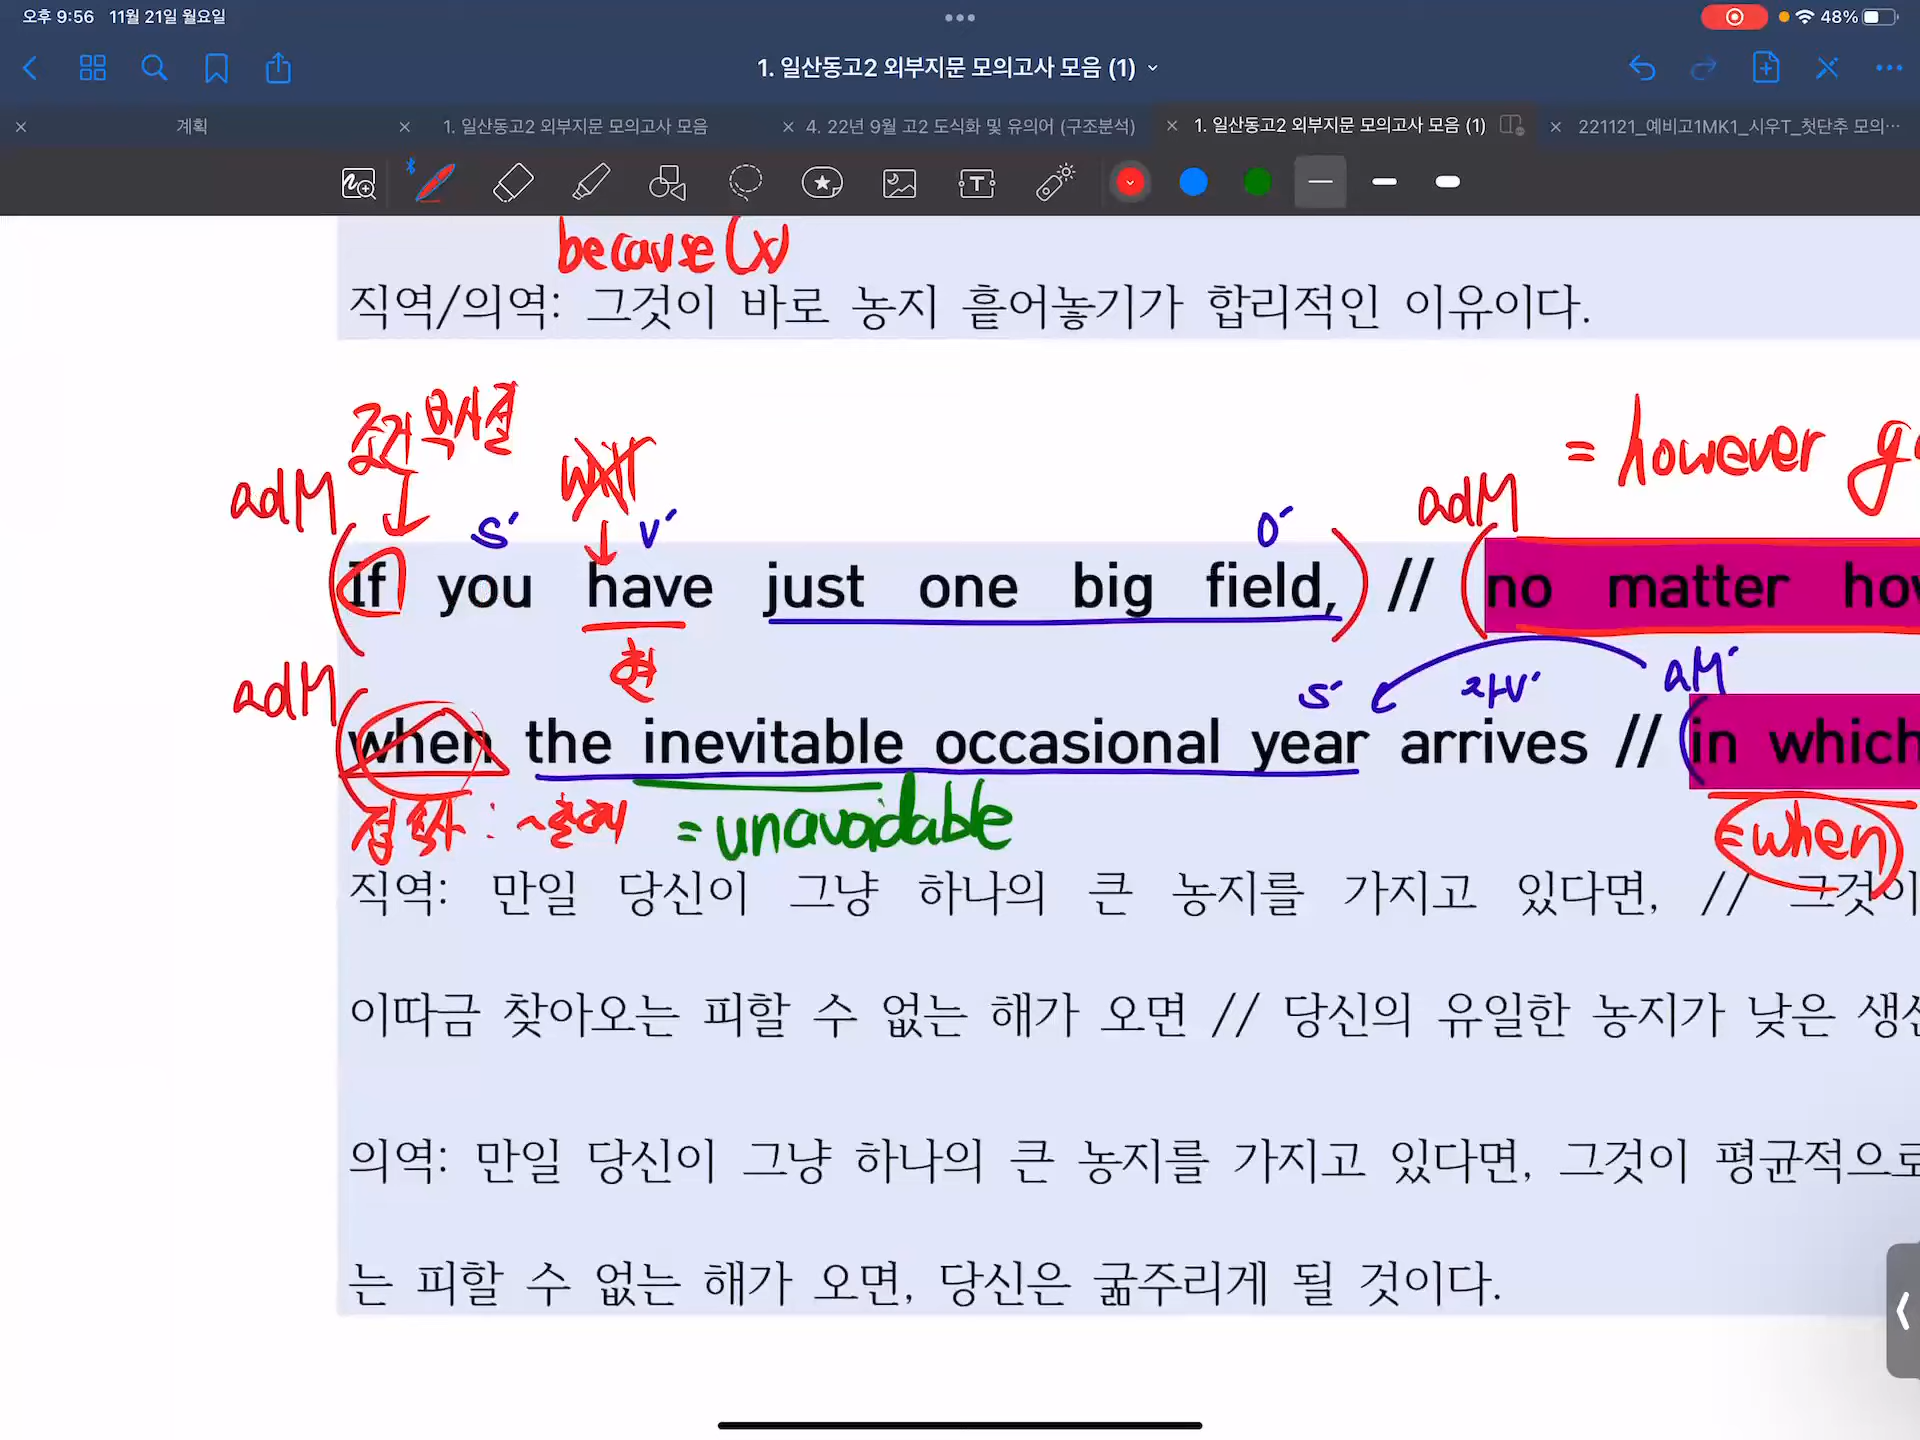 오후 9:56 11월 21일 월요일
48%
1. 일산동고2 외부지문 모의고사 모음 (1)
계획
1. 일산동고2 외부지문 모의고사 모음
4. 22년 9월 고2 도식화 및 유의어 (구조분석)
1. 일산동고2 외부지문 모의고사 모음 (1)
221121_예비고1MK1_시우T_첫단추 모의…
because(x)
직역/의역: 그것이 바로 농지 흩어놓기가 합리적인 이유이다.
조건 부사절
= however
adM
adM
S´ V´ O´
If you have just one big field, // (no matter how
현
adM
S´ 자V´ aM´
when the inevitable occasional year arrives // (in which
접속사 : ~할 때
= unavoidable
=when
직역: 만일 당신이 그냥 하나의 큰 농지를 가지고 있다면, // 그것이
이따금 찾아오는 피할 수 없는 해가 오면 // 당신의 유일한 농지가 낮은
의역: 만일 당신이 그냥 하나의 큰 농지를 가지고 있다면, 그것이 평균적으로
는 피할 수 없는 해가 오면, 당신은 굶주리게 될 것이다.